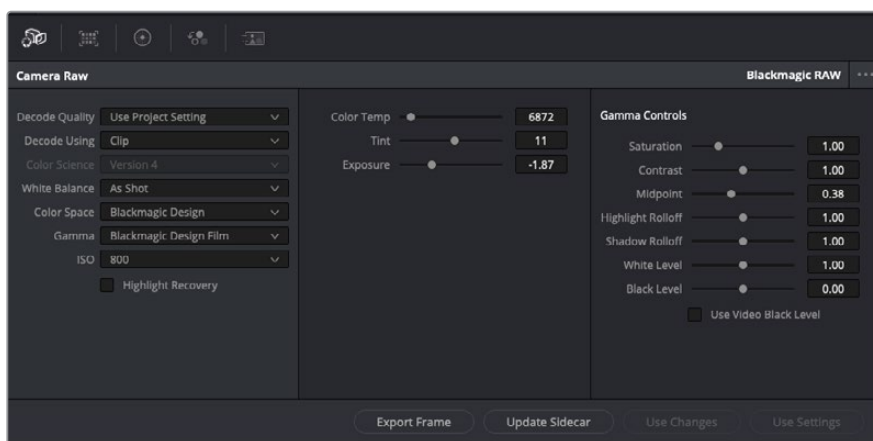 Camera Raw
Blackmagic RAW
Decode Quality Use Project Setting
Decode Using Clip
Color Science Version 4
White Balance As Shot
Color Space Blackmagic Design
Gamma Blackmagic Design Film
ISO 800
Highlight Recovery
Color Temp 6872
Tint 11
Exposure -1.87
Gamma Controls
Saturation 1.00
Contrast 1.00
Midpoint 0.38
Highlight Rolloff 1.00
Shadow Rolloff 1.00
White Level 1.00
Black Level 0.00
Use Video Black Level
Export Frame
Update Sidecar
Use Changes
Use Settings